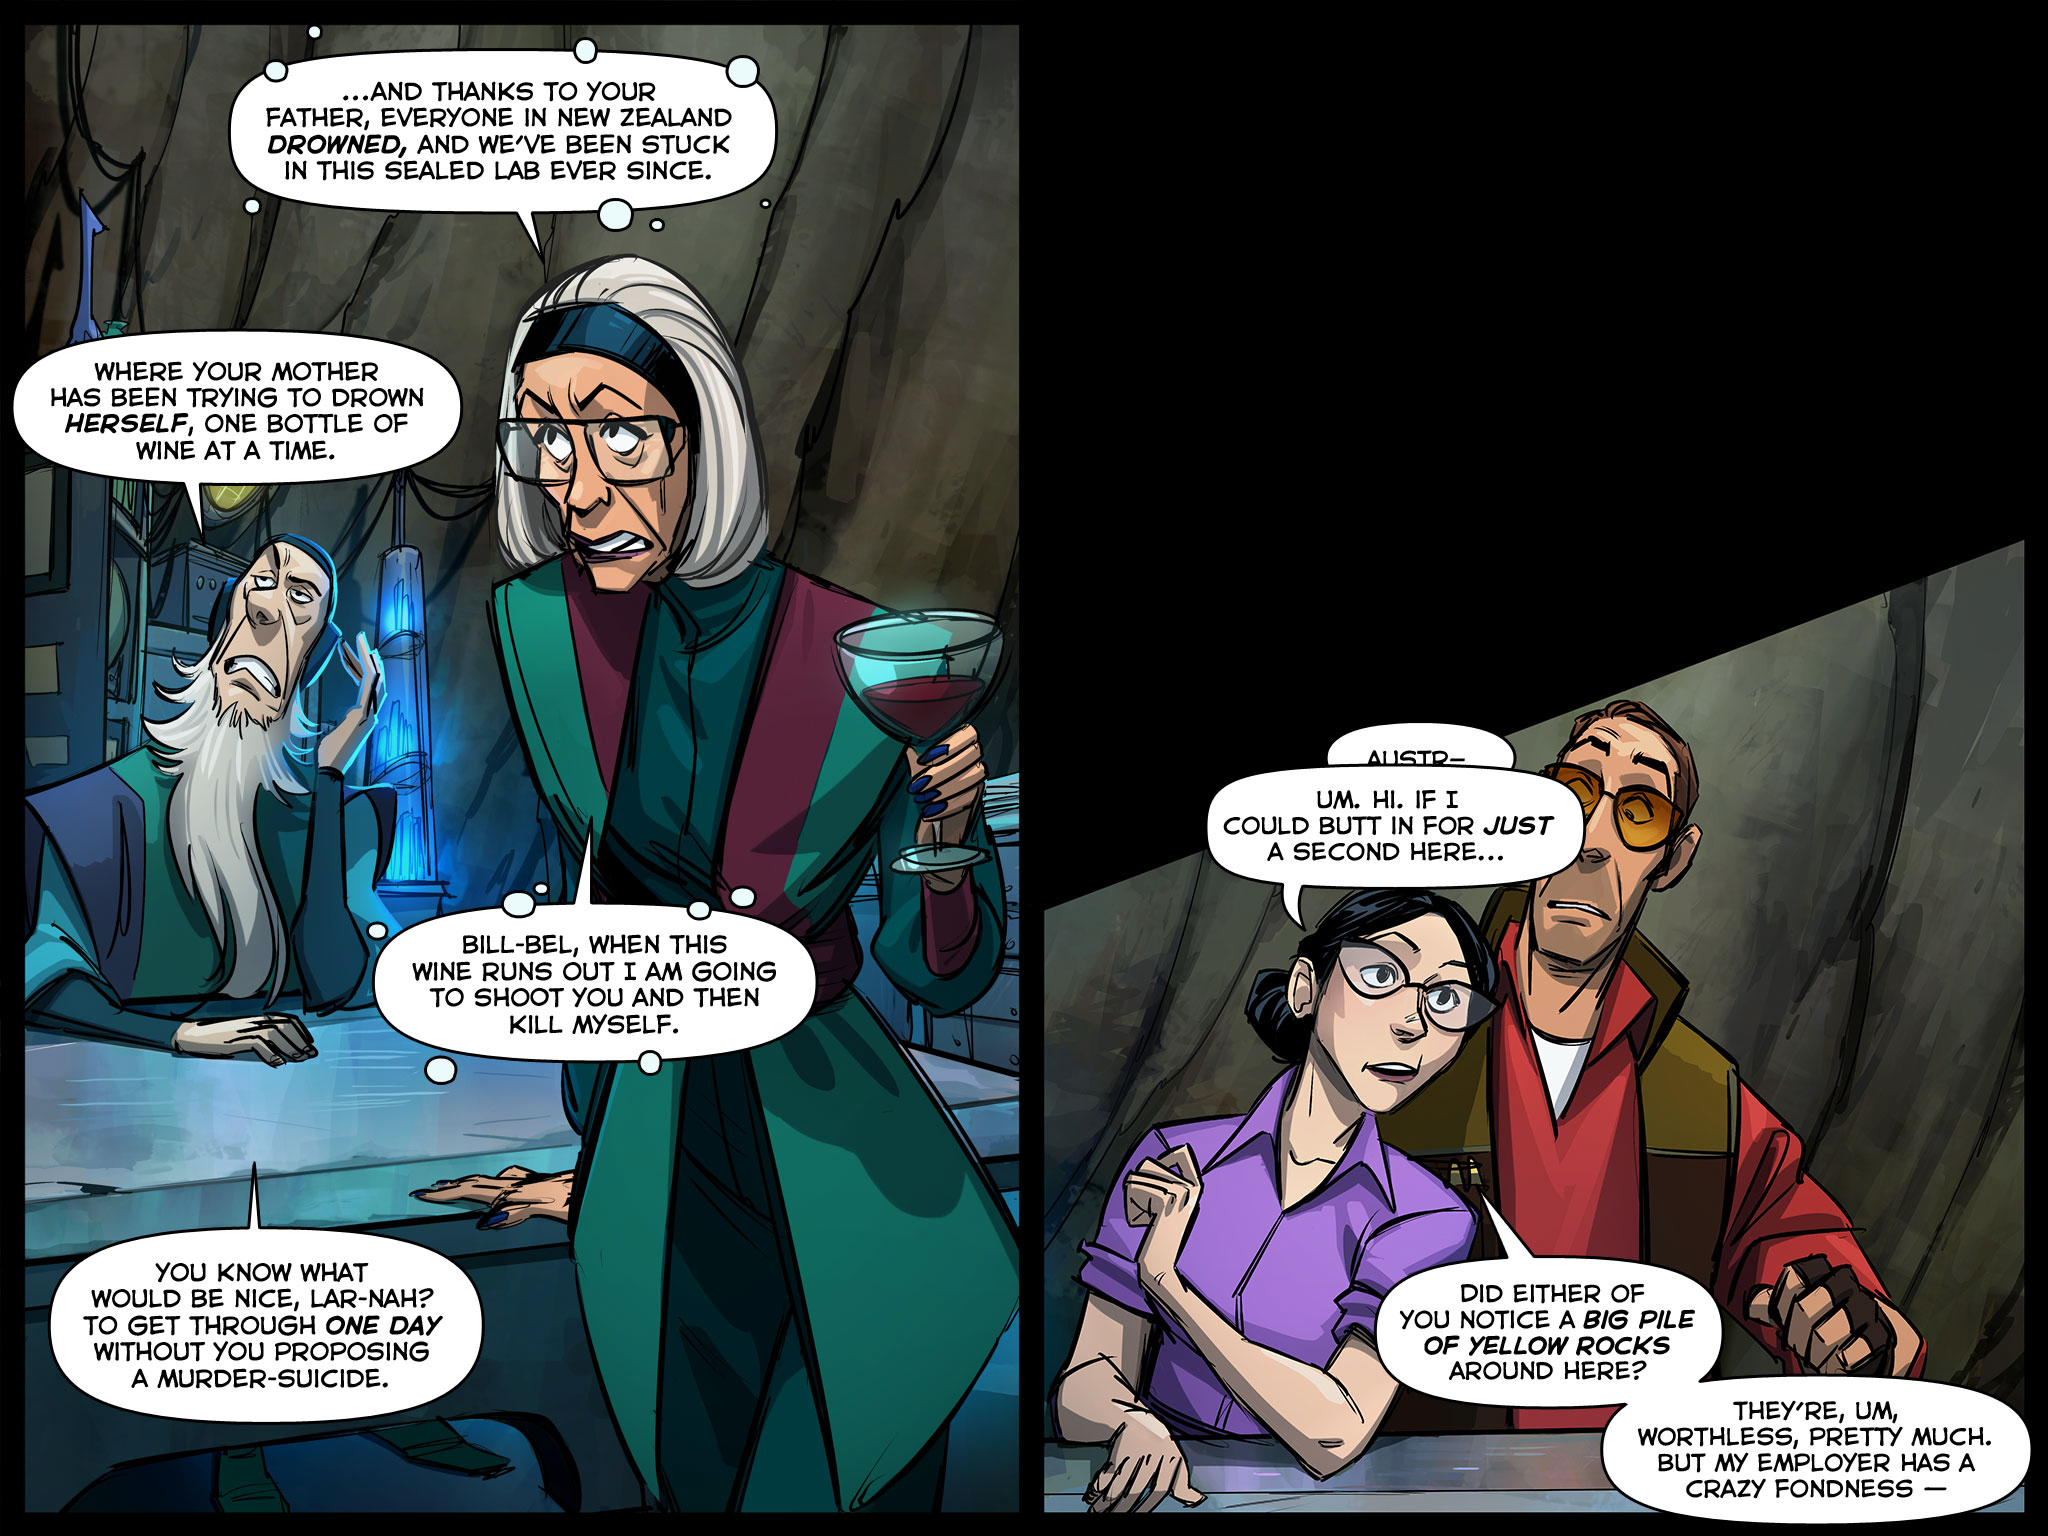 ...AND THANKS TO YOUR
FATHER, EVERYONE IN NEW ZEALAND
DROWNED, AND WE'VE BEEN STUCK
IN THIS SEALED LAB EVER SINCE.
WHERE YOUR MOTHER
HAS BEEN TRYING TO DROWN
HERSELF, ONE BOTTLE OF
WINE AT A TIME.
BILL-BEL, WHEN THIS
WINE RUNS OUT I AM GOING
TO SHOOT YOU AND THEN
KILL MYSELF.
YOU KNOW WHAT
WOULD BE NICE, LAR-NAH?
TO GET THROUGH ONE DAY
WITHOUT YOU PROPOSING
A MURDER-SUICIDE.
AUSTR—
UM. HI. IF I
COULD BUTT IN FOR JUST
A SECOND HERE...
DID EITHER OF
YOU NOTICE A BIG PILE
OF YELLOW ROCKS
AROUND HERE?
THEY'RE, UM,
WORTHLESS, PRETTY MUCH.
BUT MY EMPLOYER HAS A
CRAZY FONDNESS —